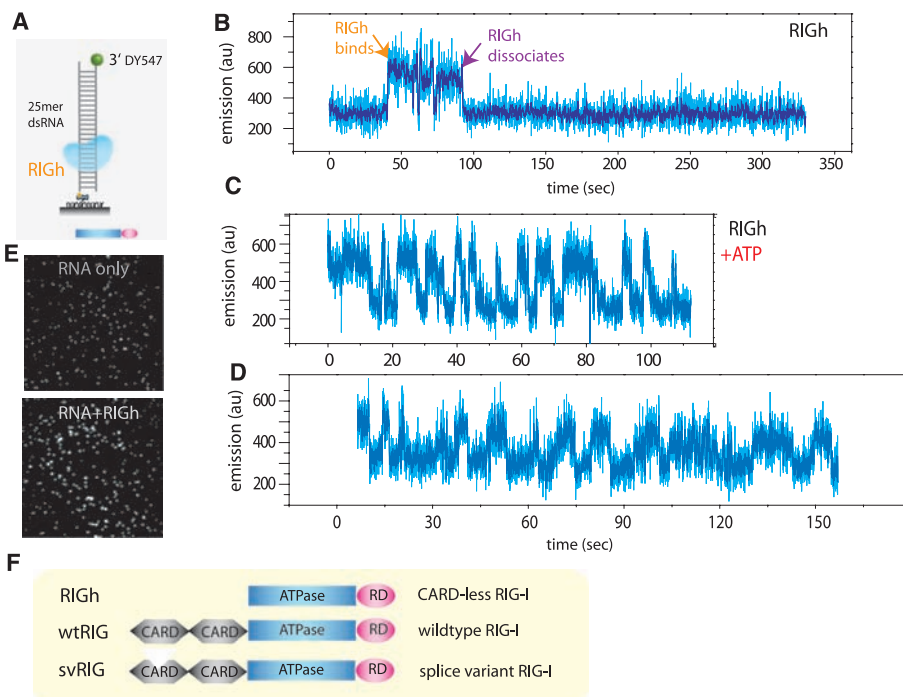 A
3' DY547
25mer
dsRNA
RIGh
B
800
600
400
200
emission (au)
RIGh
binds
RIGh
dissociates
RIGh
0 50 100 150 200 250 300 350
time (sec)
C
600
400
200
emission (au)
RIGh
+ATP
0 20 40 60 80 100
D
600
400
200
emission (au)
0 30 60 90 120 150
time (sec)
E
RNA only
RNA+RIGh
F
RIGh ATPase RD CARD-less RIG-I
wtRIG CARD CARD ATPase RD wildtype RIG-I
svRIG CARD CARD ATPase RD splice variant RIG-I